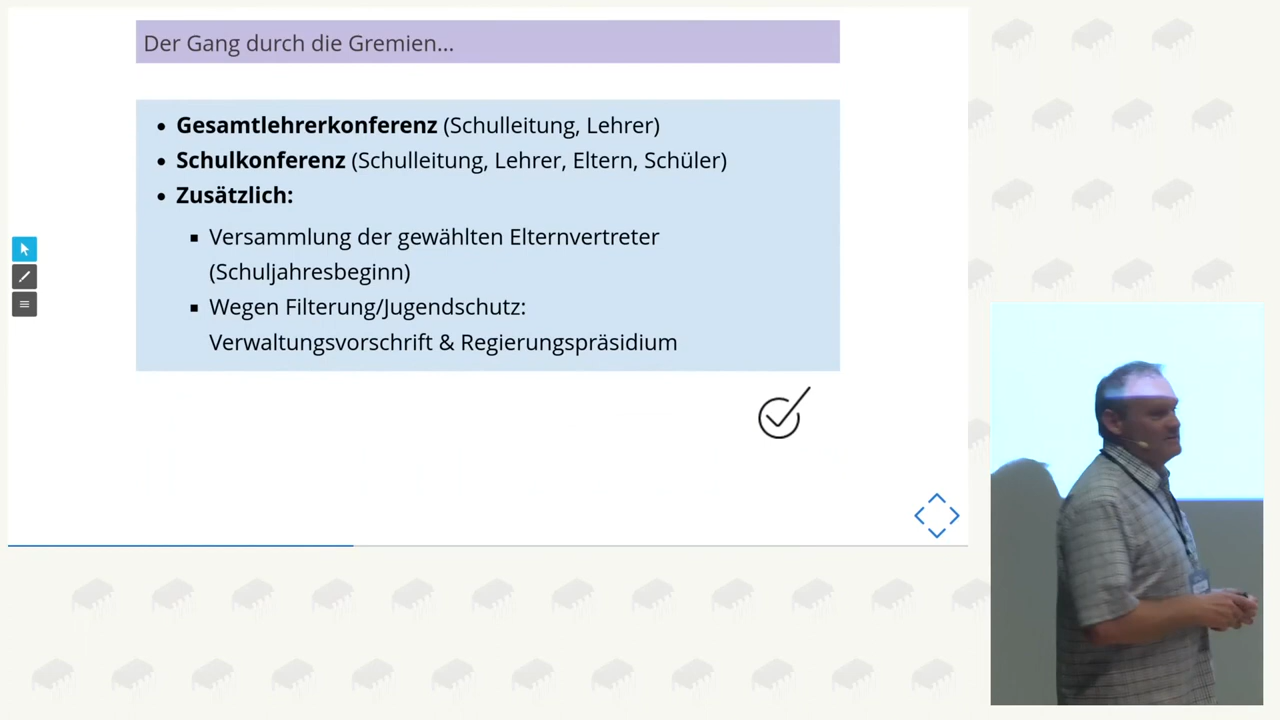 Der Gang durch die Gremien...
• Gesamtlehrerkonferenz (Schulleitung, Lehrer)
• Schulkonferenz (Schulleitung, Lehrer, Eltern, Schüler)
• Zusätzlich:
▪ Versammlung der gewählten Elternvertreter
(Schuljahresbeginn)
▪ Wegen Filterung/Jugendschutz:
Verwaltungsvorschrift & Regierungspräsidium